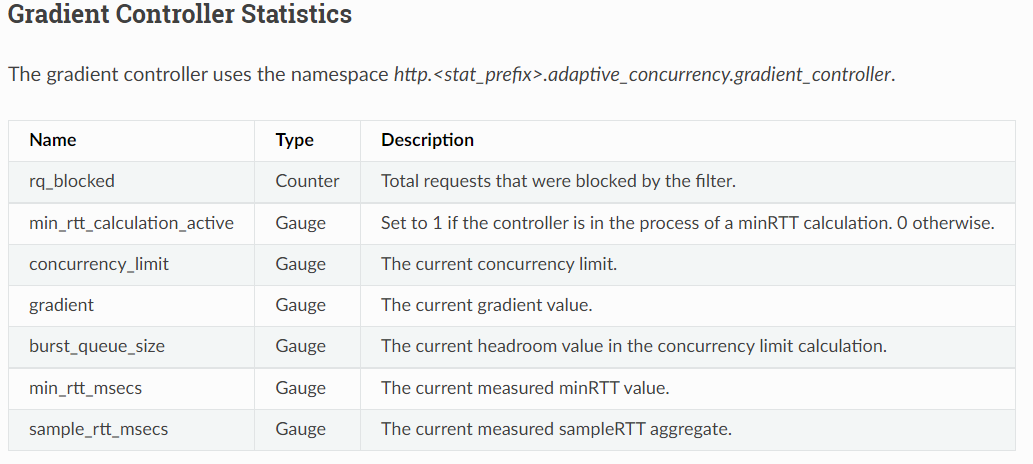 Gradient Controller Statistics
The gradient controller uses the namespace http.<stat_prefix>.adaptive_concurrency.gradient_controller.
Name Type Description
rq_blocked Counter Total requests that were blocked by the filter.
min_rtt_calculation_active Gauge Set to 1 if the controller is in the process of a minRTT calculation. 0 otherwise.
concurrency_limit Gauge The current concurrency limit.
gradient Gauge The current gradient value.
burst_queue_size Gauge The current headroom value in the concurrency limit calculation.
min_rtt_msecs Gauge The current measured minRTT value.
sample_rtt_msecs Gauge The current measured sampleRTT aggregate.